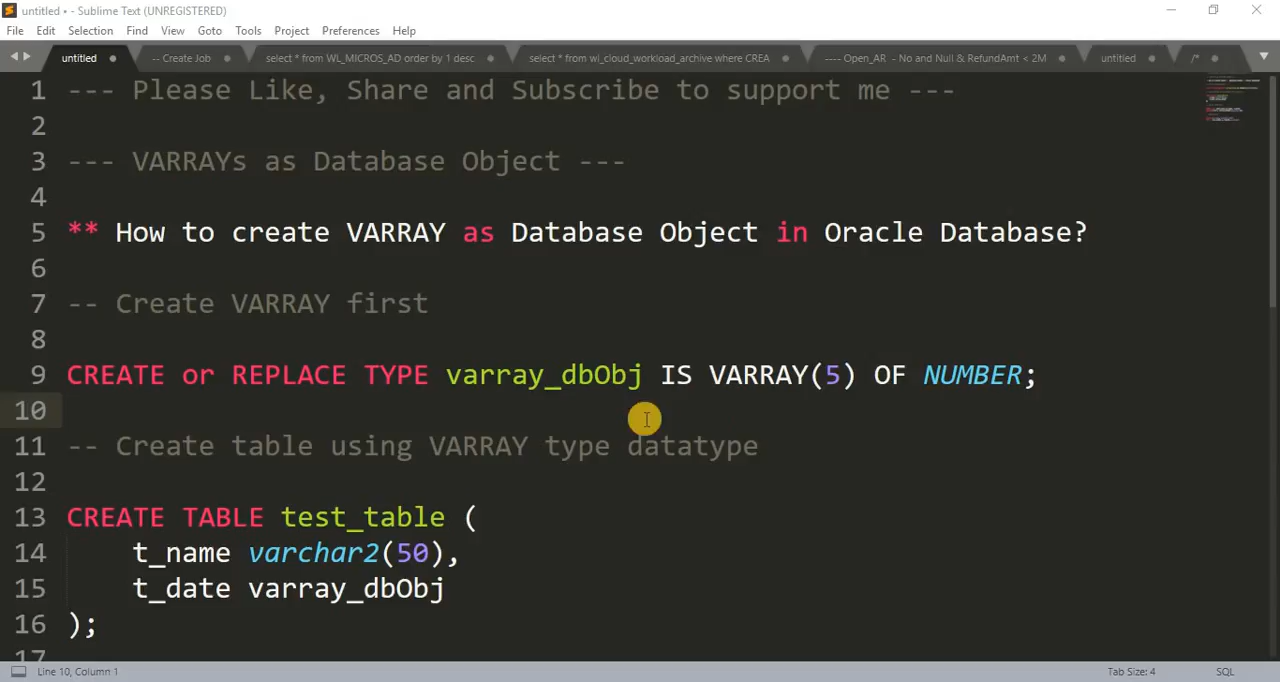 untitled • - Sublime Text (UNREGISTERED)
File Edit Selection Find View Goto Tools Project Preferences Help
untitled -- Create Job select * from WL_MICROS_AD order by 1 desc select * from wl_cloud_workload_archive where CREA ---- Open_AR - No and Null & RefundAmt < 2M untitled /*
1 --- Please Like, Share and Subscribe to support me ---
2
3 --- VARRAYs as Database Object ---
4
5 ** How to create VARRAY as Database Object in Oracle Database?
6
7 -- Create VARRAY first
8
9 CREATE or REPLACE TYPE varray_dbObj IS VARRAY(5) OF NUMBER;
10
11 -- Create table using VARRAY type datatype
12
13 CREATE TABLE test_table (
14 t_name varchar2(50),
15 t_date varray_dbObj
16 );
17
Line 10, Column 1 Tab Size: 4 SQL